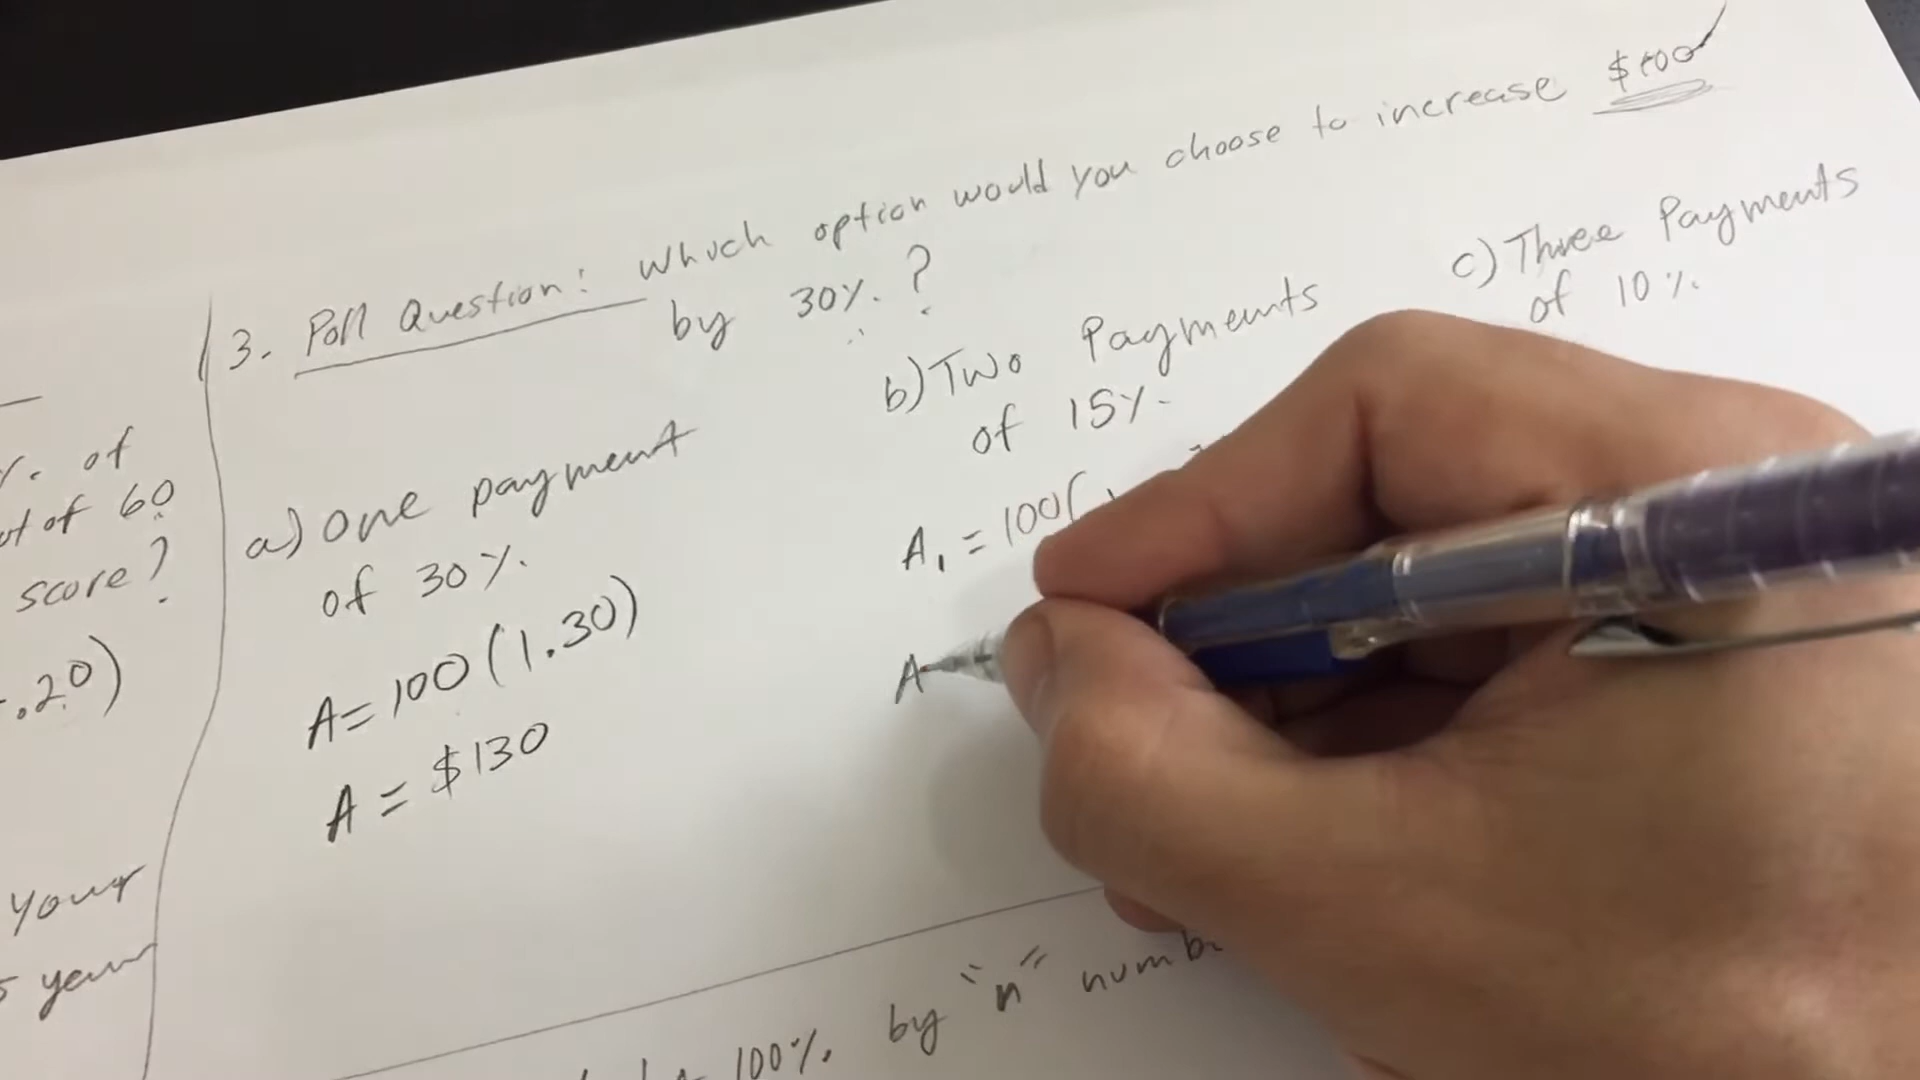 3. Poll Question: Which option would you choose to increase $100
by 30%. ?
a) One payment
of 30%.
A = 100 (1.30)
A = $130
b) Two Payments
of 15%.
A₁ = 100(
A
c) Three Payments
of 10%.
%. of
out of 60
score?
.20)
your
5 years
100%. by "n"